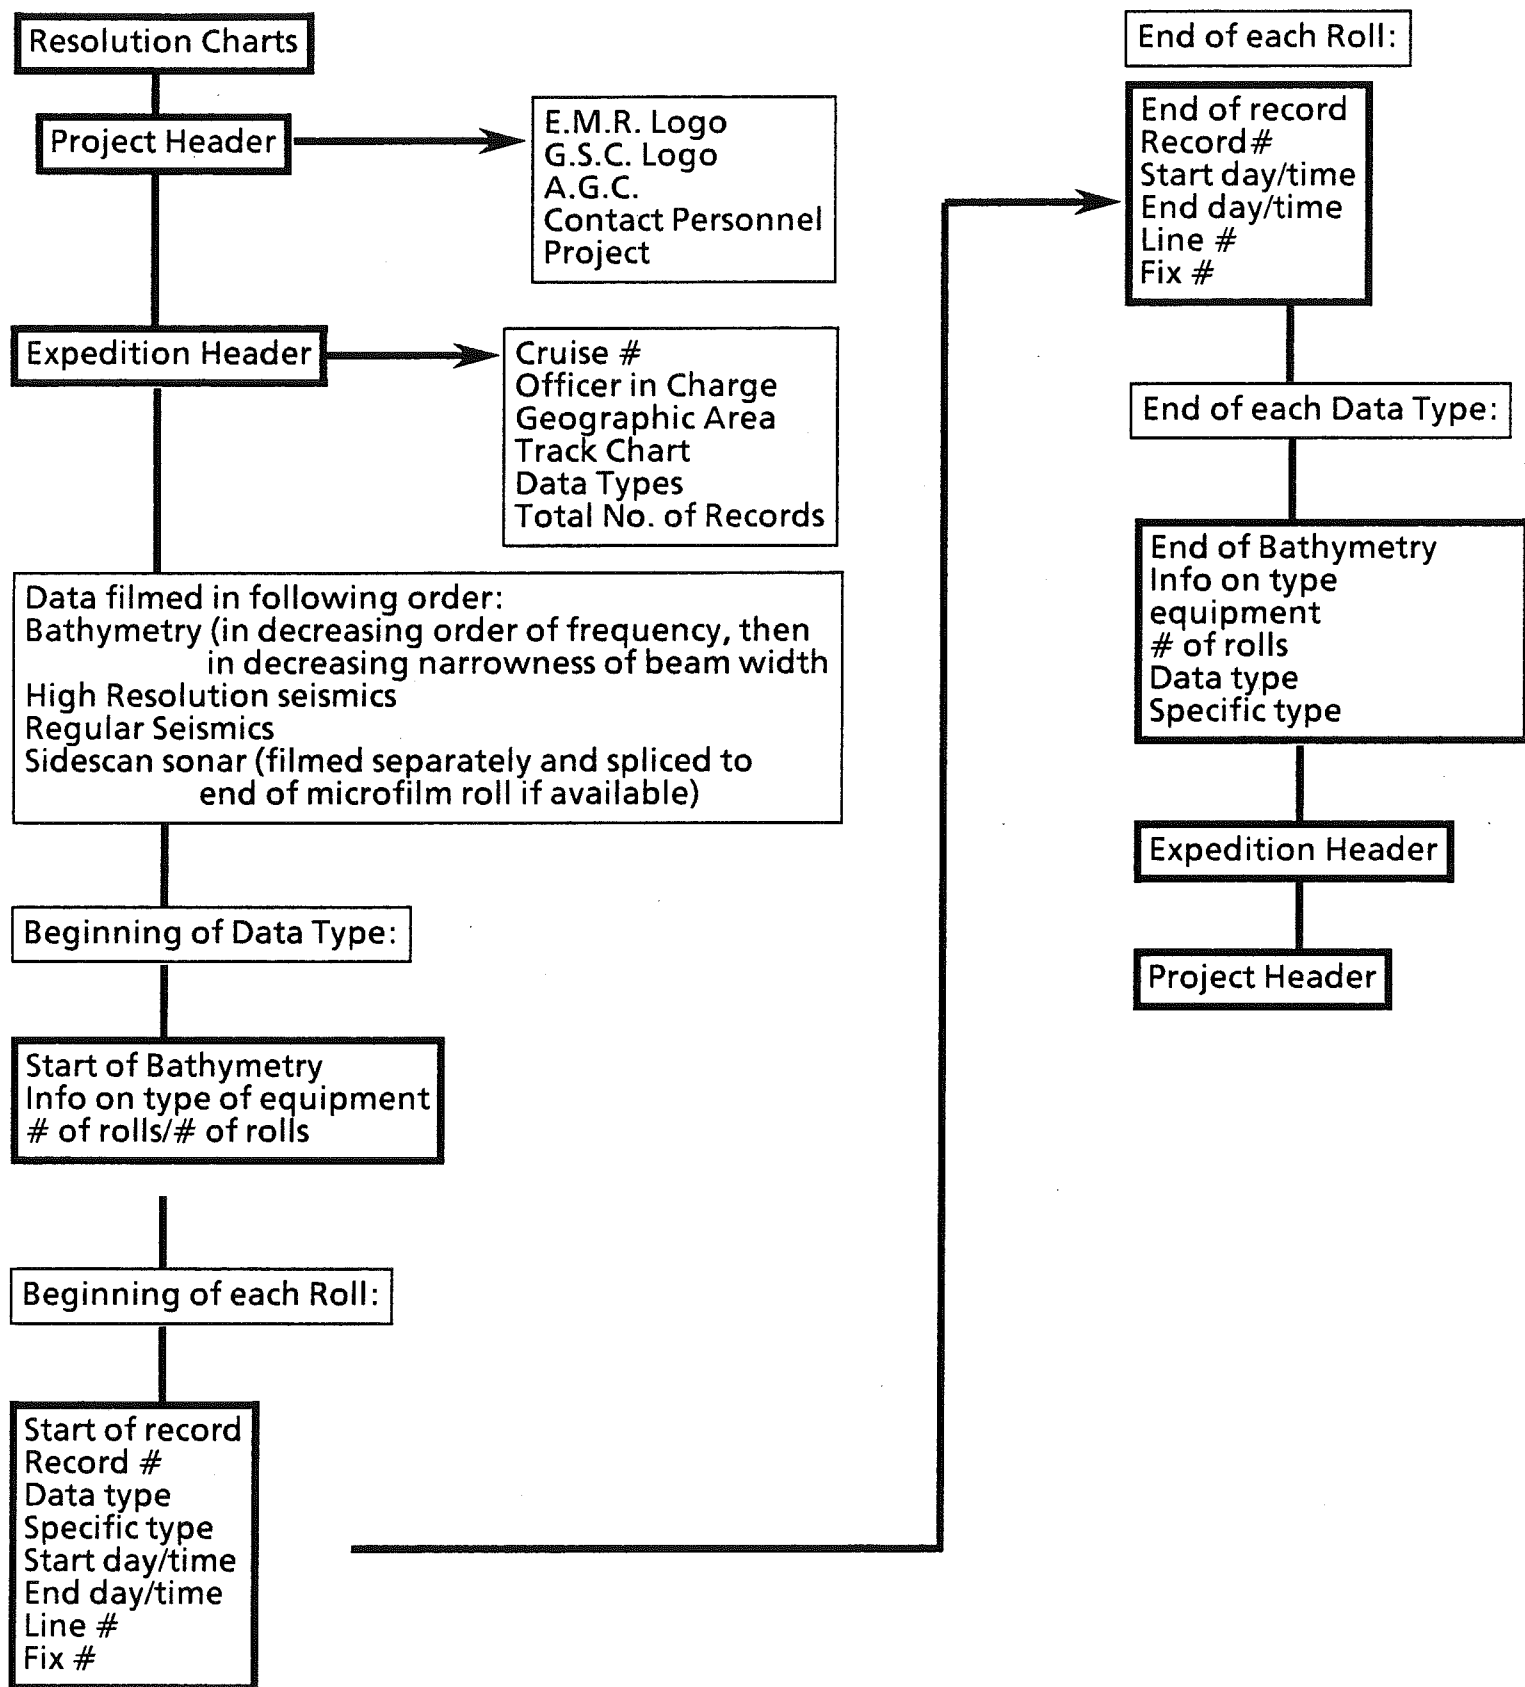 Resolution Charts
Project Header
E.M.R. Logo
G.S.C. Logo
A.G.C.
Contact Personnel
Project
Expedition Header
Cruise #
Officer in Charge
Geographic Area
Track Chart
Data Types
Total No. of Records
Data filmed in following order:
Bathymetry (in decreasing order of frequency, then
in decreasing narrowness of beam width
High Resolution seismics
Regular Seismics
Sidescan sonar (filmed separately and spliced to
end of microfilm roll if available)
Beginning of Data Type:
Start of Bathymetry
Info on type of equipment
# of rolls/# of rolls
Beginning of each Roll:
Start of record
Record #
Data type
Specific type
Start day/time
End day/time
Line #
Fix #
End of each Roll:
End of record
Record#
Start day/time
End day/time
Line #
Fix #
End of each Data Type:
End of Bathymetry
Info on type
equipment
# of rolls
Data type
Specific type
Expedition Header
Project Header